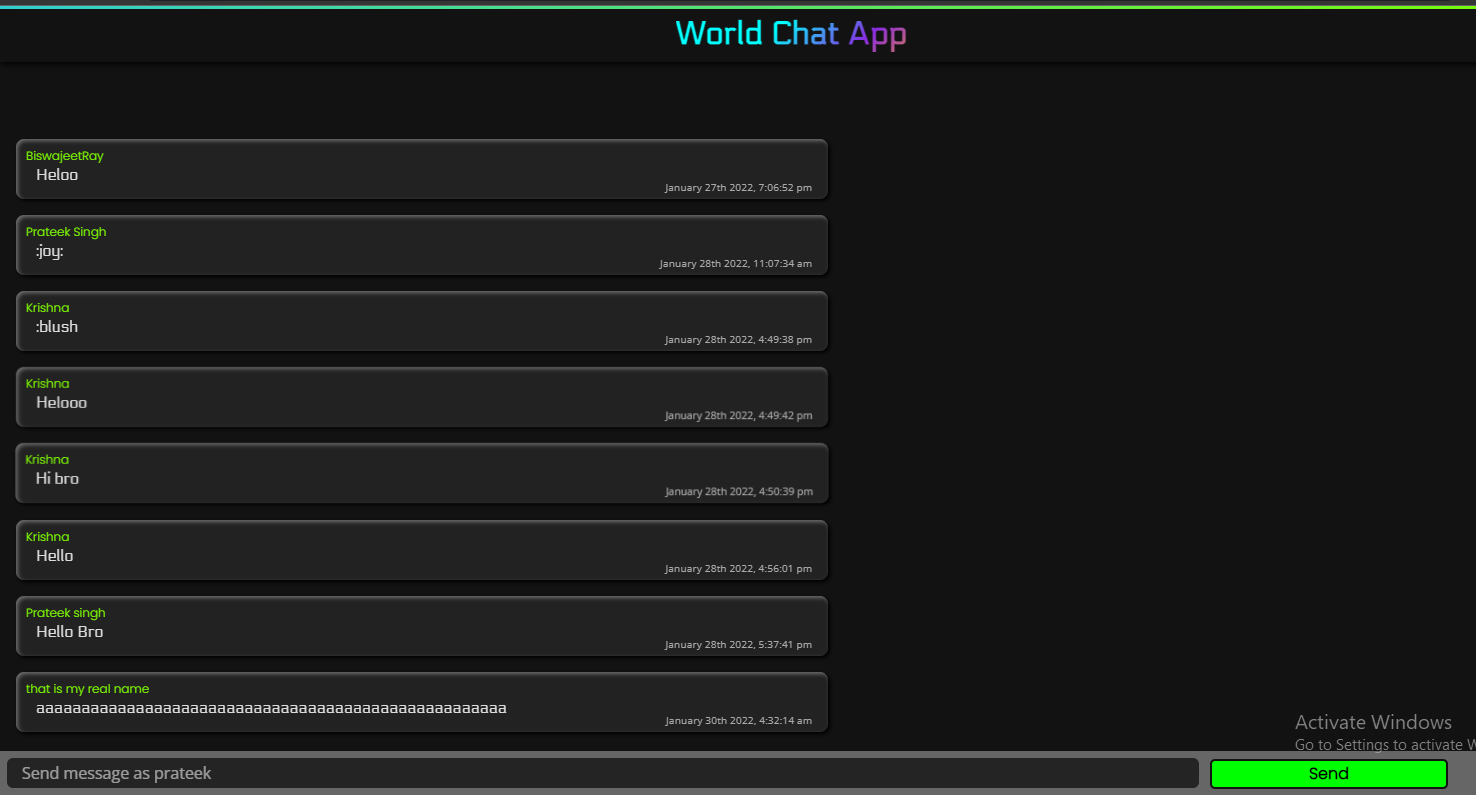 World Chat App
BiswajeetRay
Heloo
January 27th 2022, 7:06:52 pm
Prateek Singh
:joy:
January 28th 2022, 11:07:34 am
Krishna
:blush
January 28th 2022, 4:49:38 pm
Krishna
Helooo
January 28th 2022, 4:49:42 pm
Krishna
Hi bro
January 28th 2022, 4:50:39 pm
Krishna
Hello
January 28th 2022, 4:56:01 pm
Prateek singh
Hello Bro
January 28th 2022, 5:37:41 pm
that is my real name
aaaaaaaaaaaaaaaaaaaaaaaaaaaaaaaaaaaaaaaaaaaaaaaaaaaa
January 30th 2022, 4:32:14 am
Activate Windows
Go to Settings to activate W
Send message as prateek
Send